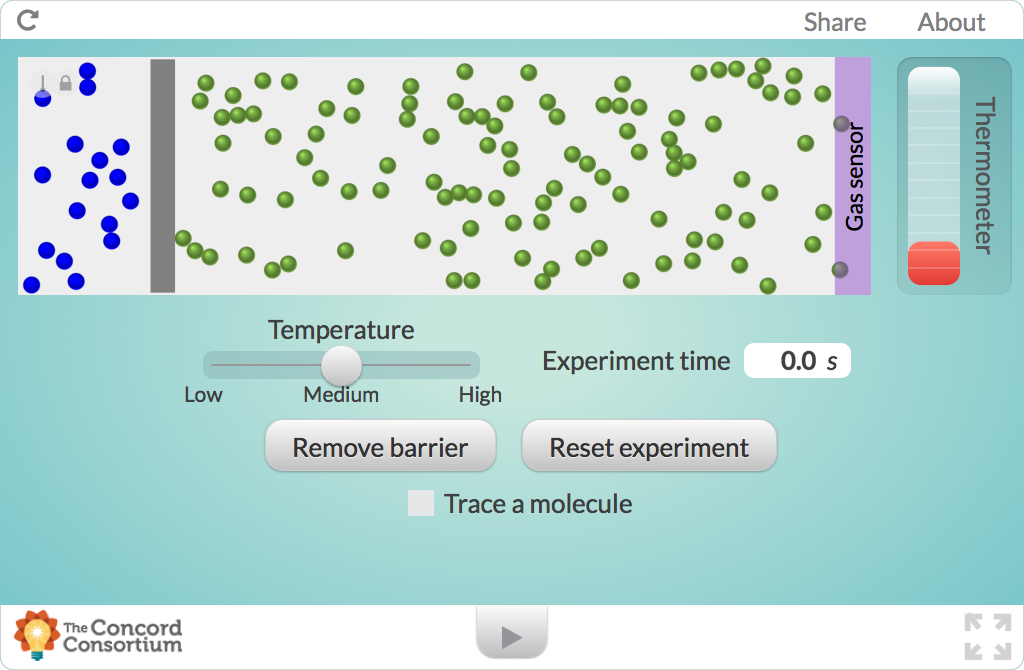 Share About
Gas sensor
Thermometer
Temperature
Low Medium High
Experiment time 0.0 s
Remove barrier Reset experiment
Trace a molecule
The Concord
Consortium